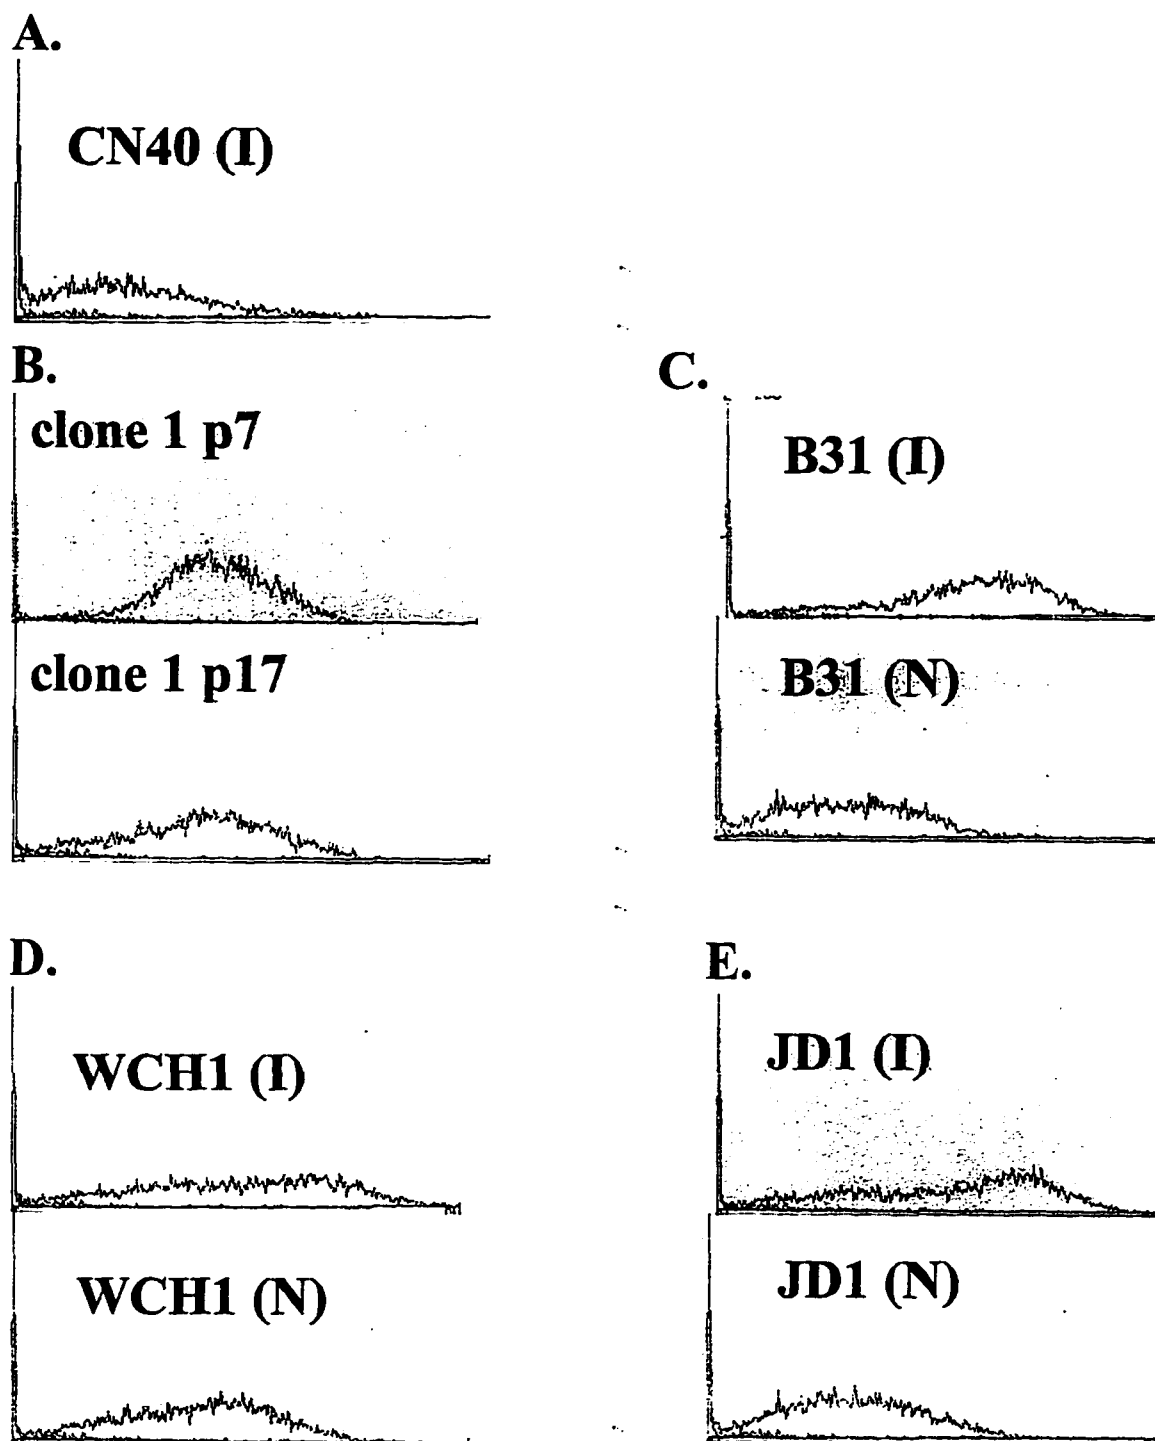 A.
CN40 (I)
B.
clone 1 p7
clone 1 p17
C.
B31 (I)
B31 (N)
D.
WCH1 (I)
WCH1 (N)
E.
JD1 (I)
JD1 (N)